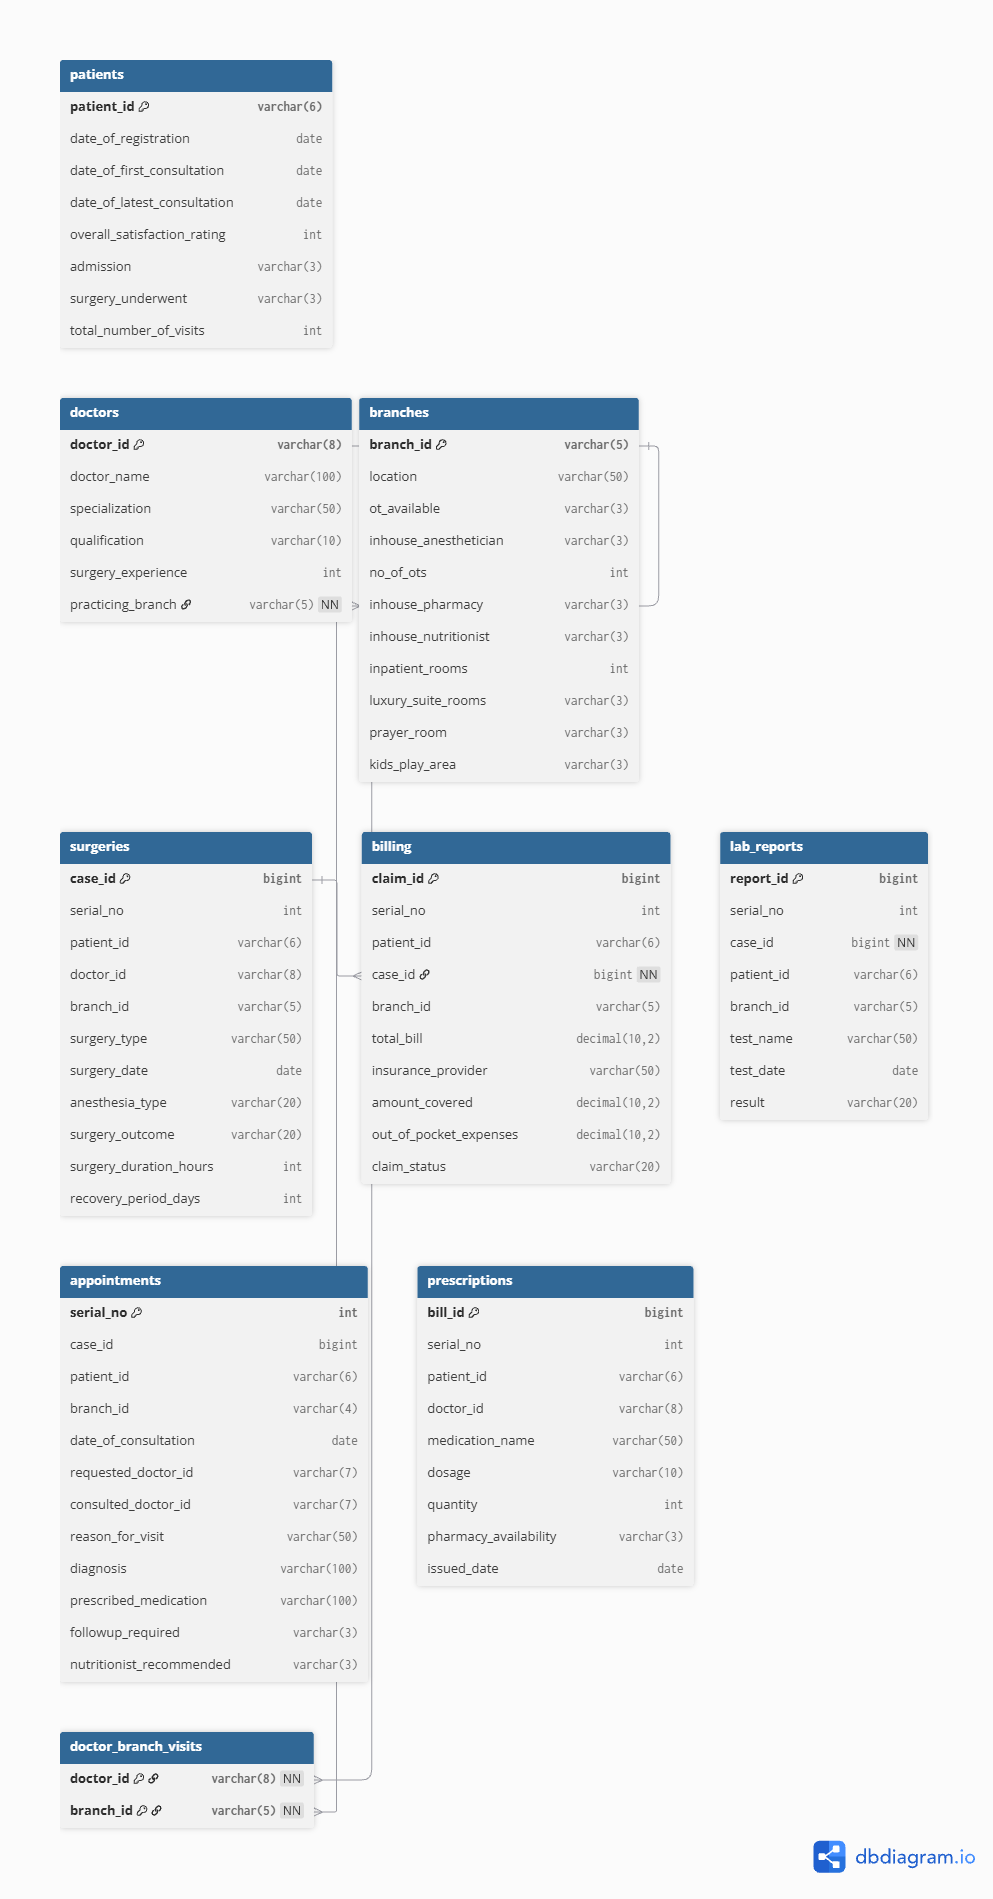 patients
patient_id varchar(6)
date_of_registration date
date_of_first_consultation date
date_of_latest_consultation date
overall_satisfaction_rating int
admission varchar(3)
surgery_underwent varchar(3)
total_number_of_visits int
doctors
doctor_id varchar(8)
doctor_name varchar(100)
specialization varchar(50)
qualification varchar(10)
surgery_experience int
practicing_branch varchar(5) NN
branches
branch_id varchar(5)
location varchar(50)
ot_available varchar(3)
inhouse_anesthetician varchar(3)
no_of_ots int
inhouse_pharmacy varchar(3)
inhouse_nutritionist varchar(3)
inpatient_rooms int
luxury_suite_rooms varchar(3)
prayer_room varchar(3)
kids_play_area varchar(3)
surgeries
case_id bigint
serial_no int
patient_id varchar(6)
doctor_id varchar(8)
branch_id varchar(5)
surgery_type varchar(50)
surgery_date date
anesthesia_type varchar(20)
surgery_outcome varchar(20)
surgery_duration_hours int
recovery_period_days int
billing
claim_id bigint
serial_no int
patient_id varchar(6)
case_id bigint NN
branch_id varchar(5)
total_bill decimal(10,2)
insurance_provider varchar(50)
amount_covered decimal(10,2)
out_of_pocket_expenses decimal(10,2)
claim_status varchar(20)
lab_reports
report_id bigint
serial_no int
case_id bigint NN
patient_id varchar(6)
branch_id varchar(5)
test_name varchar(50)
test_date date
result varchar(20)
appointments
serial_no int
case_id bigint
patient_id varchar(6)
branch_id varchar(4)
date_of_consultation date
requested_doctor_id varchar(7)
consulted_doctor_id varchar(7)
reason_for_visit varchar(50)
diagnosis varchar(100)
prescribed_medication varchar(100)
followup_required varchar(3)
nutritionist_recommended varchar(3)
prescriptions
bill_id bigint
serial_no int
patient_id varchar(6)
doctor_id varchar(8)
medication_name varchar(50)
dosage varchar(10)
quantity int
pharmacy_availability varchar(3)
issued_date date
doctor_branch_visits
doctor_id varchar(8) NN
branch_id varchar(5) NN
dbdiagram.io